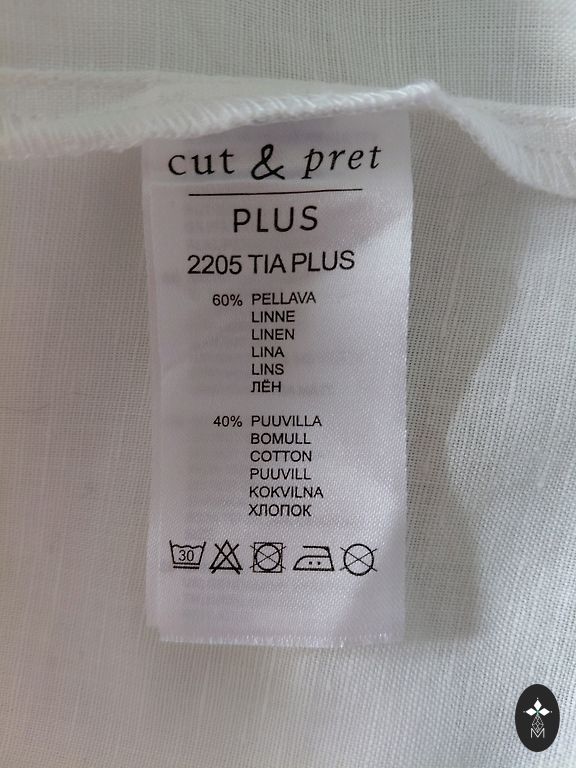 cut & pret
PLUS
2205 TIA PLUS
60% PELLAVA
LINNE
LINEN
LINA
LINS
ЛЁН
40% PUUVILLA
BOMULL
COTTON
PUUVILL
KOKVILNA
ХЛОПОК
30
M